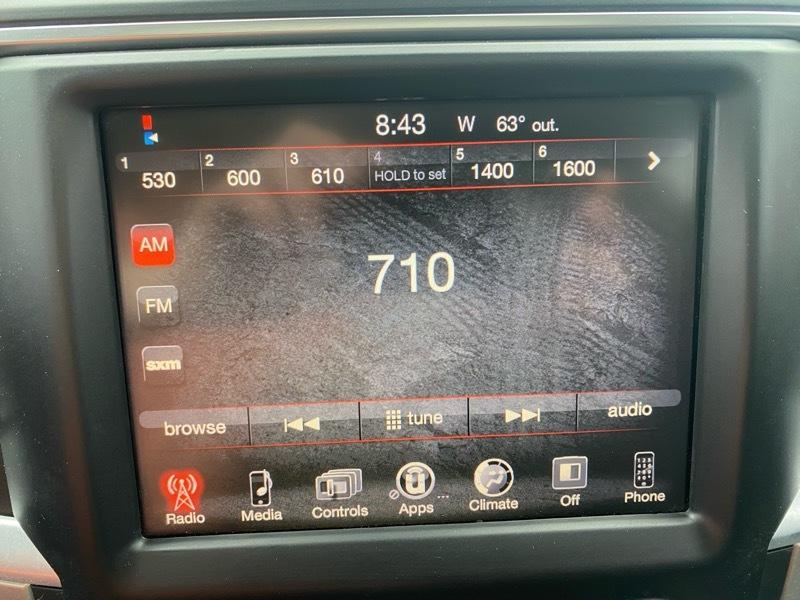 8:43 W 63° out.
1 530 2 600 3 610 4 HOLD to set 5 1400 6 1600
AM
710
FM
sxm
browse tune audio
Radio Media Controls Apps Climate Off Phone